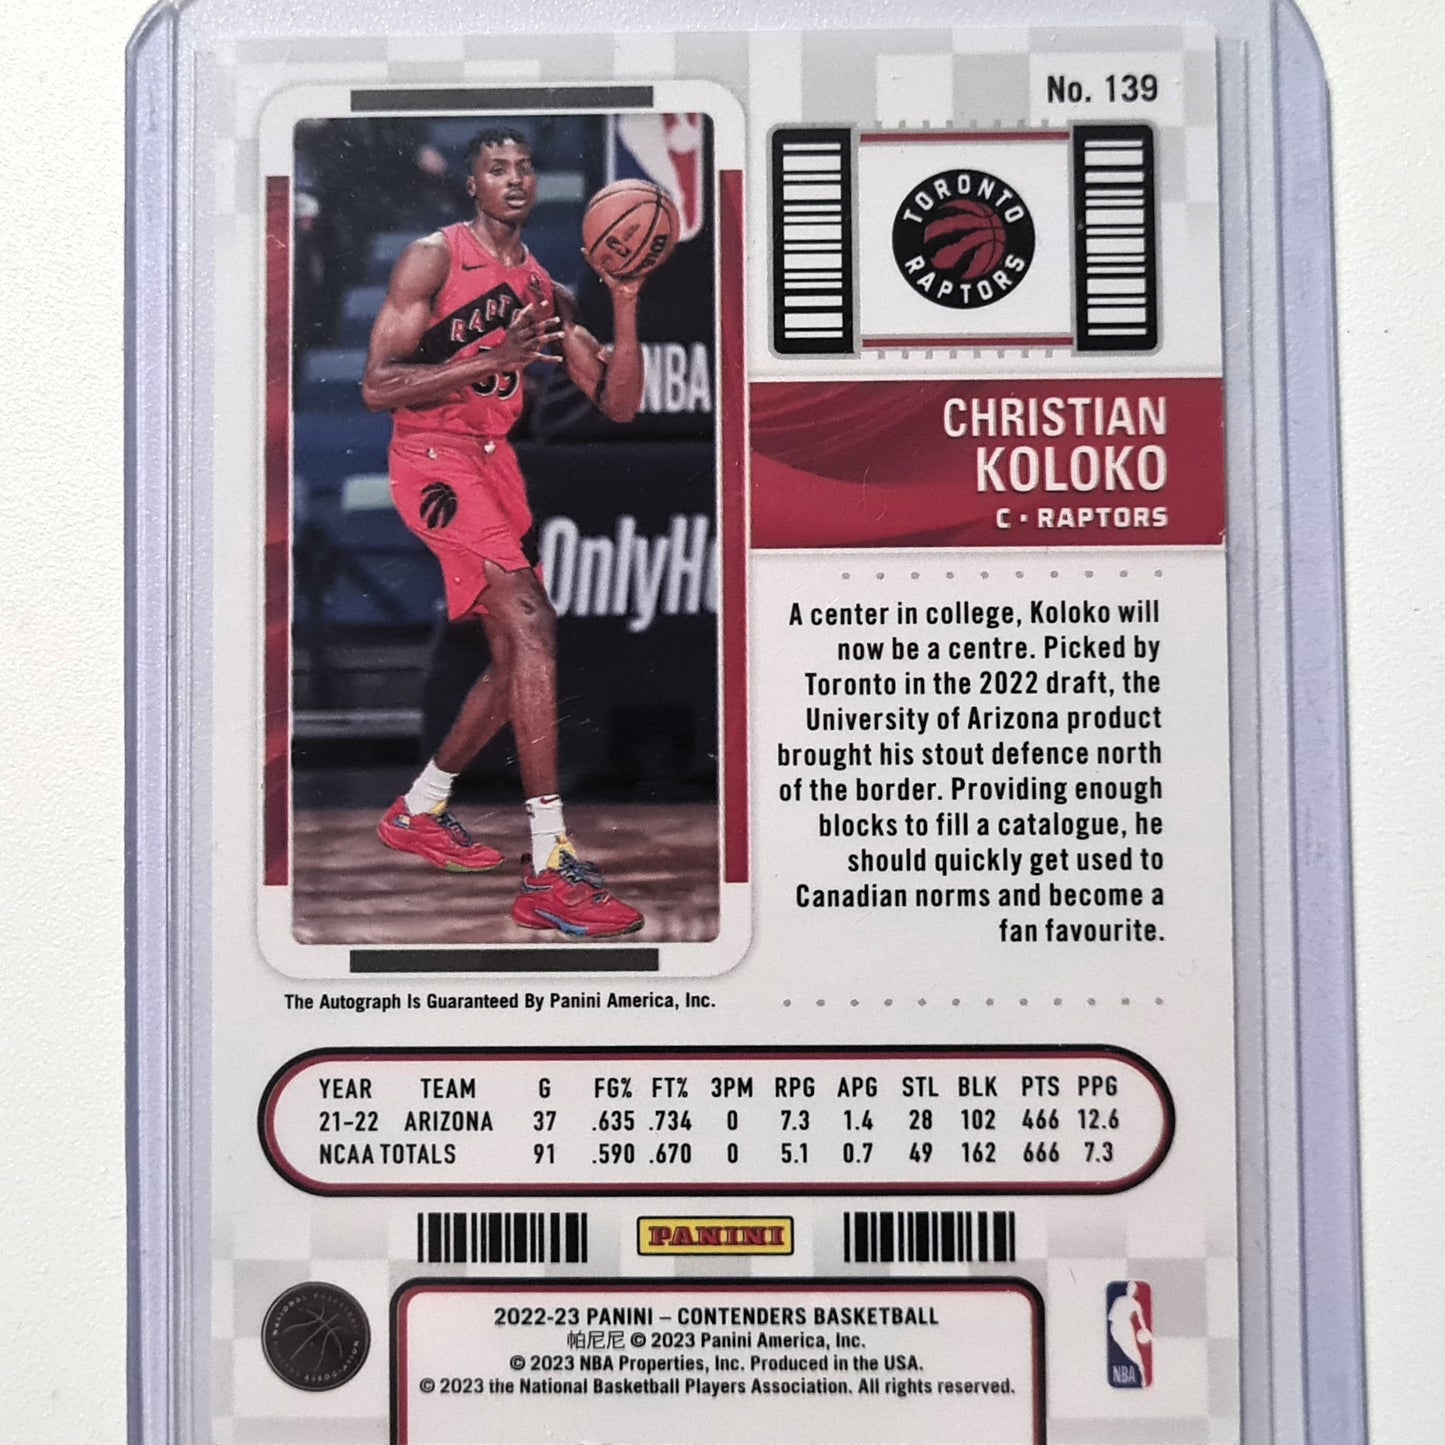 No. 139
TORONTO
RAPTORS
CHRISTIAN
KOLOKO
C · RAPTORS
A center in college, Koloko will
now be a centre. Picked by
Toronto in the 2022 draft, the
University of Arizona product
brought his stout defence north
of the border. Providing enough
blocks to fill a catalogue, he
should quickly get used to
Canadian norms and become a
fan favourite.
NBA
OnlyH
RAPT
The Autograph Is Guaranteed By Panini America, Inc.
YEAR TEAM G FG% FT% 3PM RPG APG STL BLK PTS PPG
21-22 ARIZONA 37 .635 .734 0 7.3 1.4 28 102 466 12.6
NCAA TOTALS 91 .590 .670 0 5.1 0.7 49 162 666 7.3
PANINI
2022-23 PANINI – CONTENDERS BASKETBALL
帕尼尼 © 2023 Panini America, Inc.
© 2023 NBA Properties, Inc. Produced in the USA.
© 2023 the National Basketball Players Association. All rights reserved.
NBA